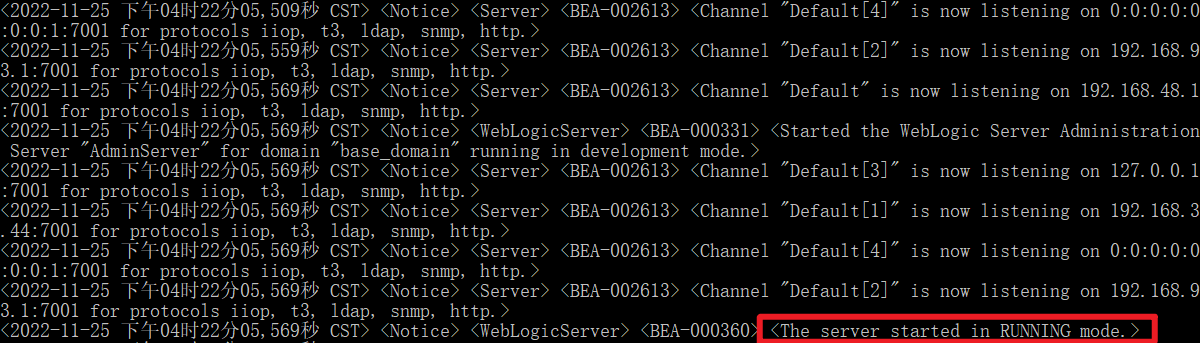 <2022-11-25 下午04时22分05,509秒 CST> <Notice> <Server> <BEA-002613> <Channel "Default[4]" is now listening on 0:0:0:0:0
:0:0:1:7001 for protocols iiop, t3, ldap, snmp, http.>
<2022-11-25 下午04时22分05,559秒 CST> <Notice> <Server> <BEA-002613> <Channel "Default[2]" is now listening on 192.168.9
3.1:7001 for protocols iiop, t3, ldap, snmp, http.>
<2022-11-25 下午04时22分05,569秒 CST> <Notice> <Server> <BEA-002613> <Channel "Default" is now listening on 192.168.48.1
:7001 for protocols iiop, t3, ldap, snmp, http.>
<2022-11-25 下午04时22分05,569秒 CST> <Notice> <WebLogicServer> <BEA-000331> <Started the WebLogic Server Administration
 Server "AdminServer" for domain "base_domain" running in development mode.>
<2022-11-25 下午04时22分05,569秒 CST> <Notice> <Server> <BEA-002613> <Channel "Default[3]" is now listening on 127.0.0.1
:7001 for protocols iiop, t3, ldap, snmp, http.>
<2022-11-25 下午04时22分05,569秒 CST> <Notice> <Server> <BEA-002613> <Channel "Default[1]" is now listening on 192.168.3
.44:7001 for protocols iiop, t3, ldap, snmp, http.>
<2022-11-25 下午04时22分05,569秒 CST> <Notice> <Server> <BEA-002613> <Channel "Default[4]" is now listening on 0:0:0:0:0
:0:0:1:7001 for protocols iiop, t3, ldap, snmp, http.>
<2022-11-25 下午04时22分05,569秒 CST> <Notice> <Server> <BEA-002613> <Channel "Default[2]" is now listening on 192.168.9
3.1:7001 for protocols iiop, t3, ldap, snmp, http.>
<2022-11-25 下午04时22分05,569秒 CST> <Notice> <WebLogicServer> <BEA-000360> <The server started in RUNNING mode.>